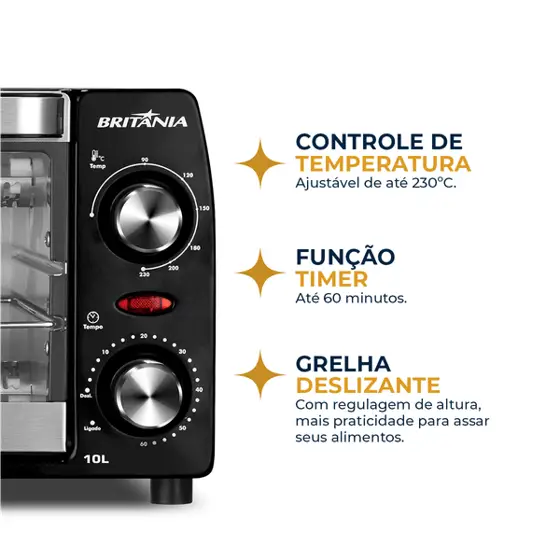 BRITÂNIA
°C
Temp
90
120
150
180
200
230
Tempo
20
10
30
Desl.
40
Ligado
50
60
10L
CONTROLE DE
TEMPERATURA
Ajustável de até 230ºC.
FUNÇÃO
TIMER
Até 60 minutos.
GRELHA
DESLIZANTE
Com regulagem de altura,
mais praticidade para assar
seus alimentos.